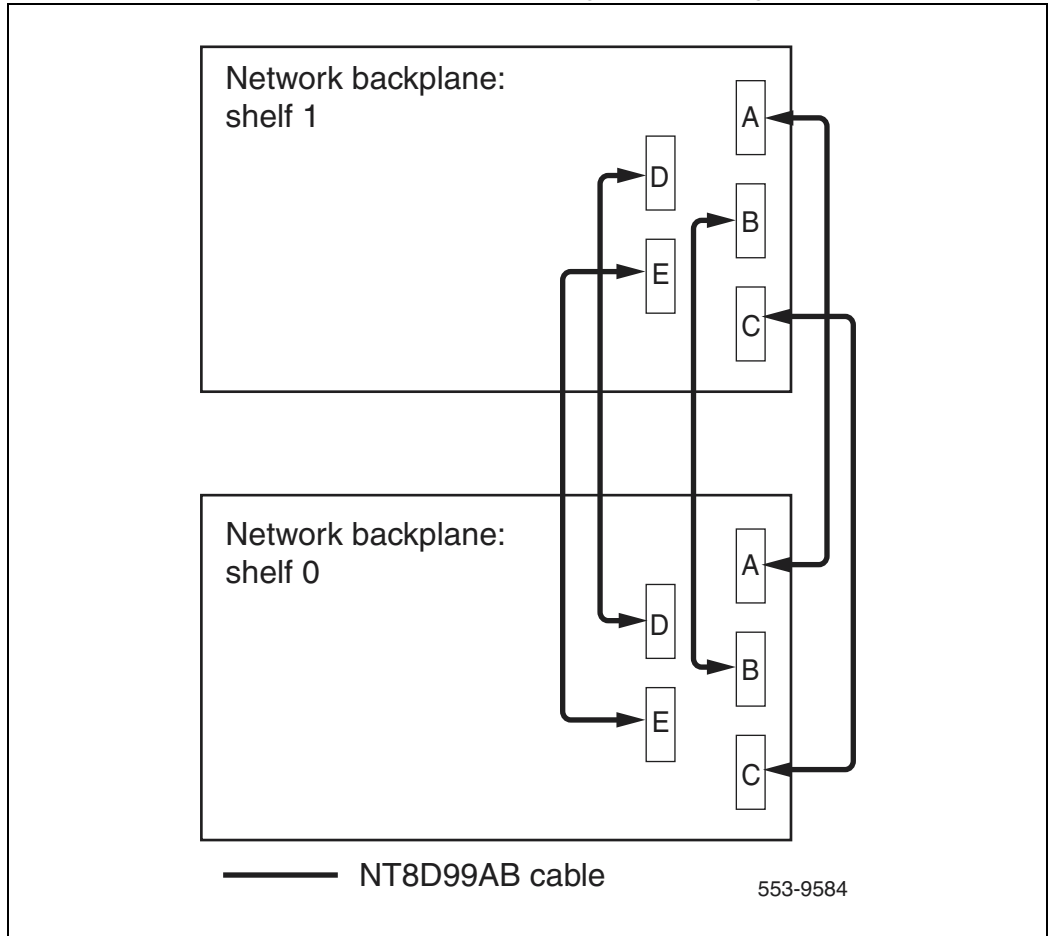 Network backplane:
shelf 1
A
D
B
E
C
Network backplane:
shelf 0
A
D
B
E
C
NT8D99AB cable
553-9584